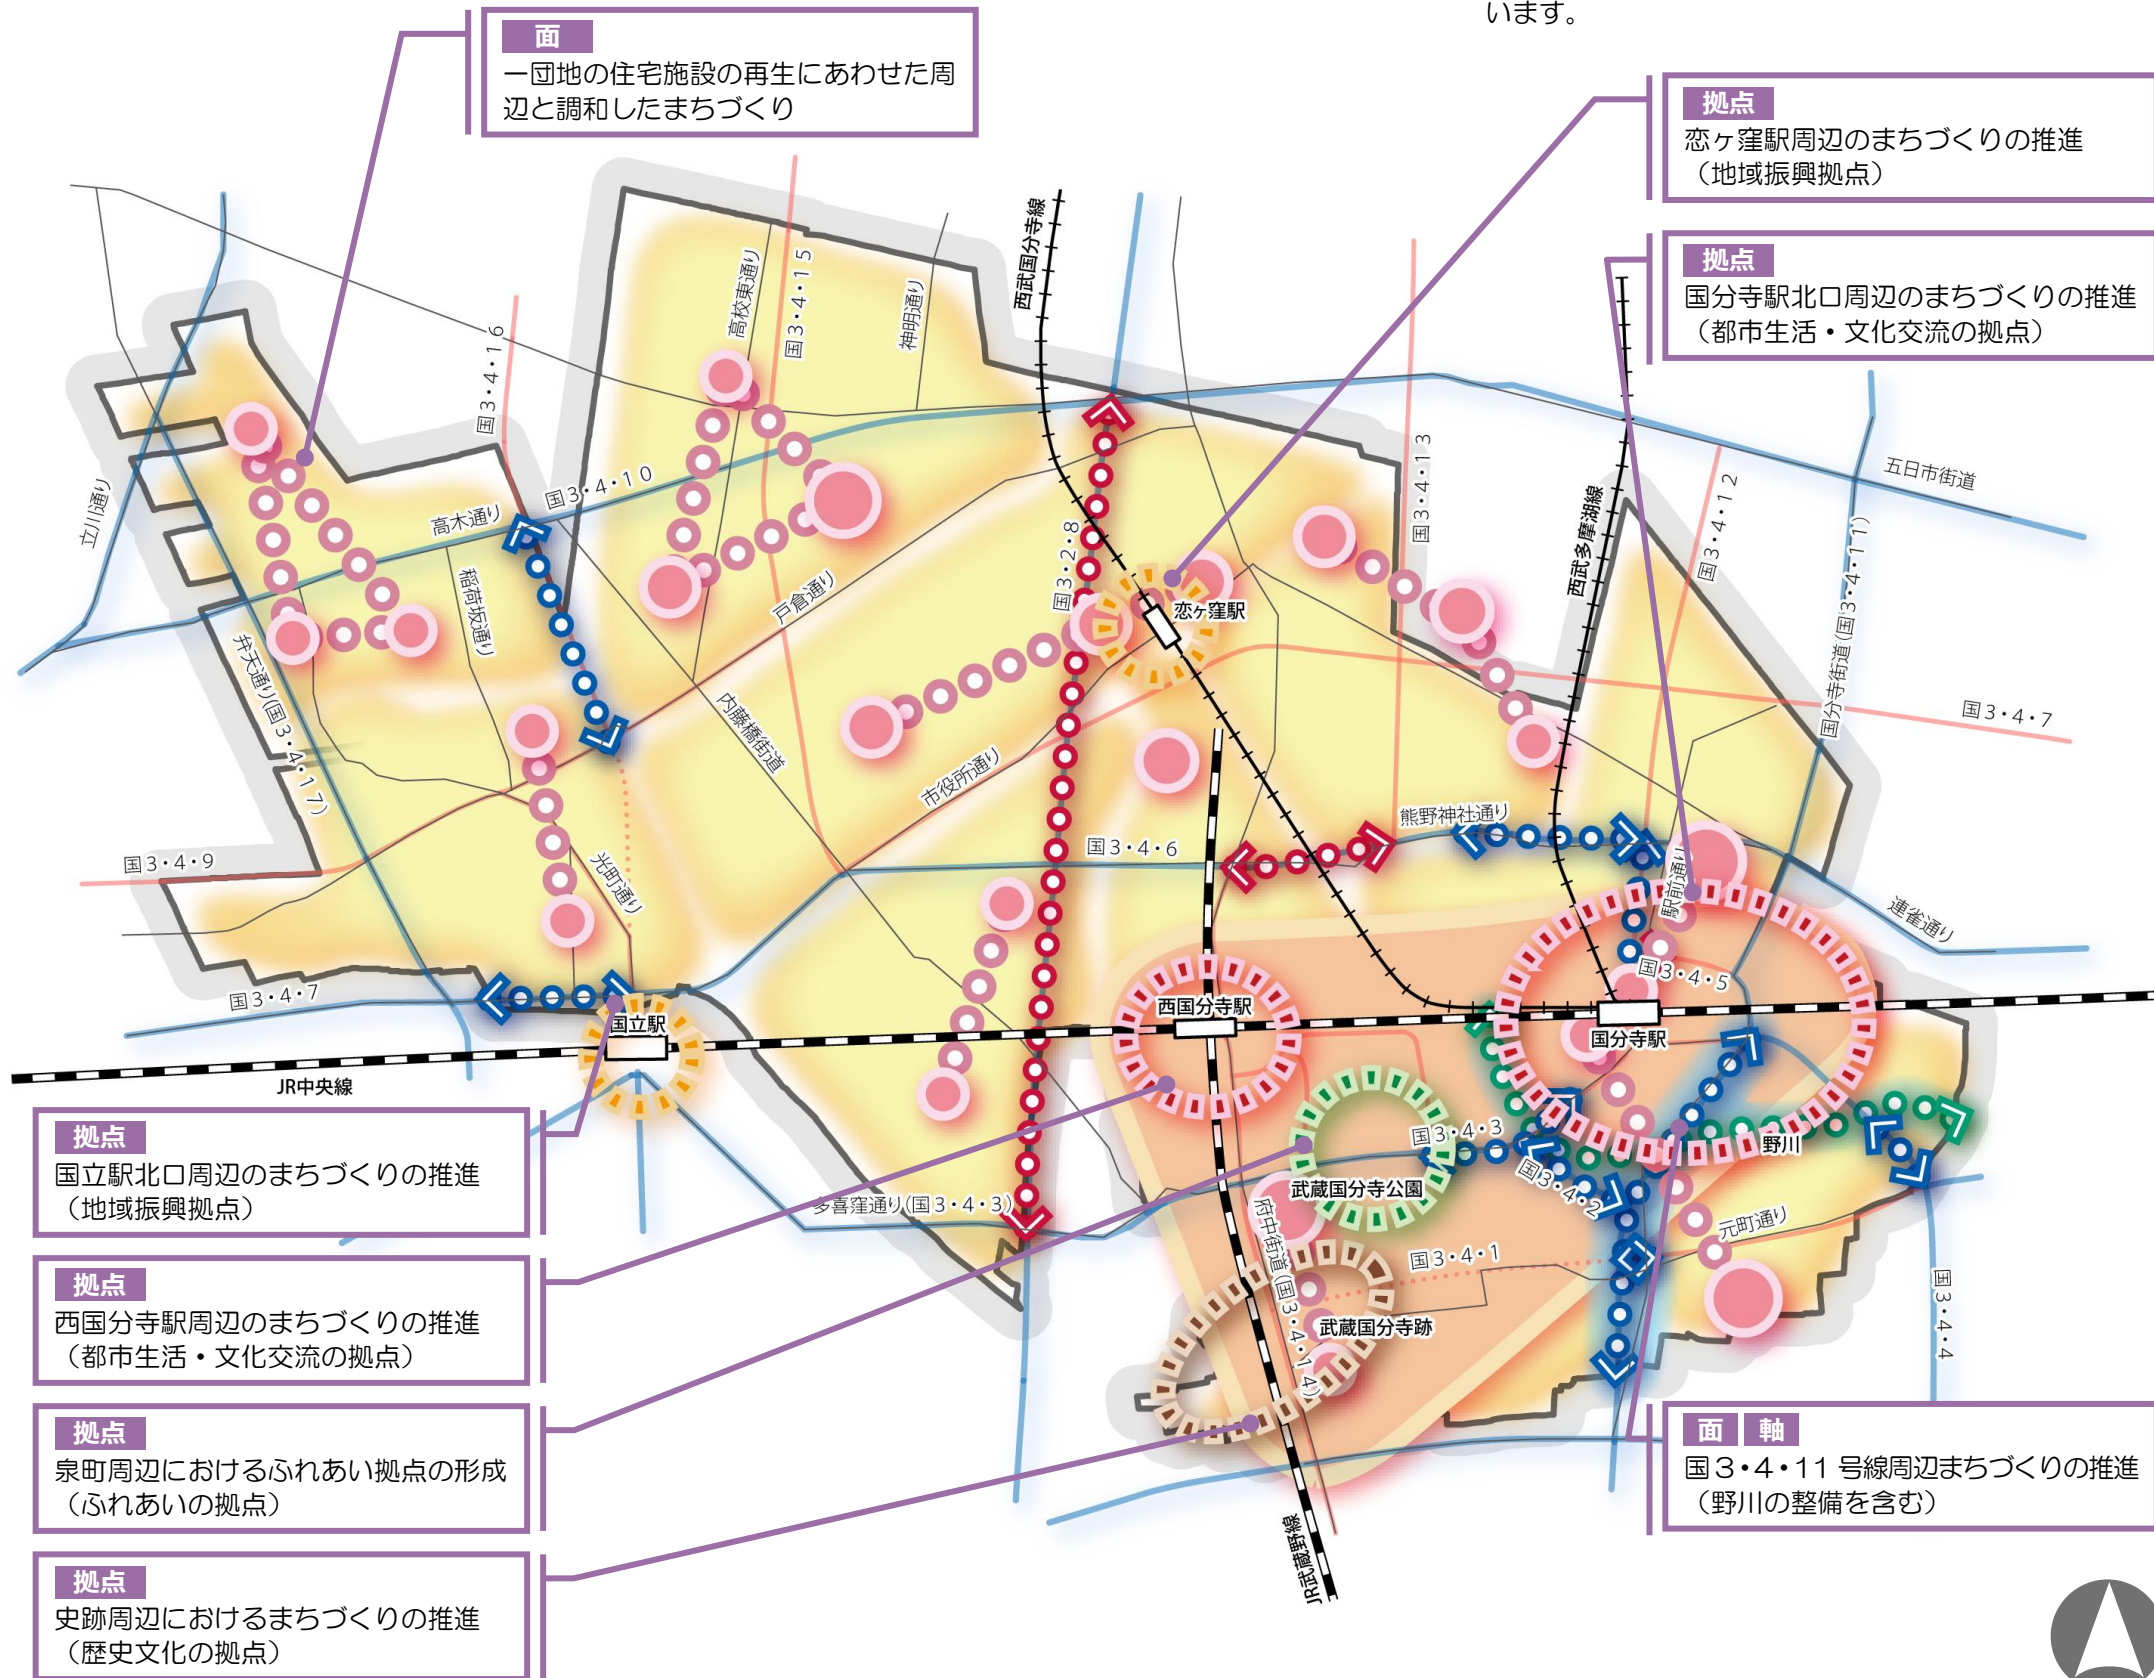 います。
面
一団地の住宅施設の再生にあわせた周
辺と調和したまちづくり
拠点
恋ヶ窪駅周辺のまちづくりの推進
（地域振興拠点）
拠点
国分寺駅北口周辺のまちづくりの推進
（都市生活・文化交流の拠点）
西武国分寺線
高校東通り
国3・4・15
神明通り
国3・4・16
国3・4・13
国3・4・12
五日市街道
立川通り
高木通り
国3・4・10
西武多摩湖線
国分寺街道(国3・4・11)
国3・2・8
稲荷坂通り
戸倉通り
恋ヶ窪駅
弁天通り(国3・4・17)
内藤橋街道
国3・4・7
市役所通り
熊野神社通り
国3・4・9
国3・4・6
光町通り
駅前通り
連雀通り
国3・4・7
国3・4・5
西国分寺駅
国立駅
国分寺駅
JR中央線
国3・4・3
野川
国3・4・2
武蔵国分寺公園
多喜窪通り(国3・4・3)
府中街道(国3・4・14)
元町通り
国3・4・1
国3・4・4
武蔵国分寺跡
JR武蔵野線
拠点
国立駅北口周辺のまちづくりの推進
（地域振興拠点）
拠点
西国分寺駅周辺のまちづくりの推進
（都市生活・文化交流の拠点）
拠点
泉町周辺におけるふれあい拠点の形成
（ふれあいの拠点）
拠点
史跡周辺におけるまちづくりの推進
（歴史文化の拠点）
面 軸
国3・4・11 号線周辺まちづくりの推進
（野川の整備を含む）